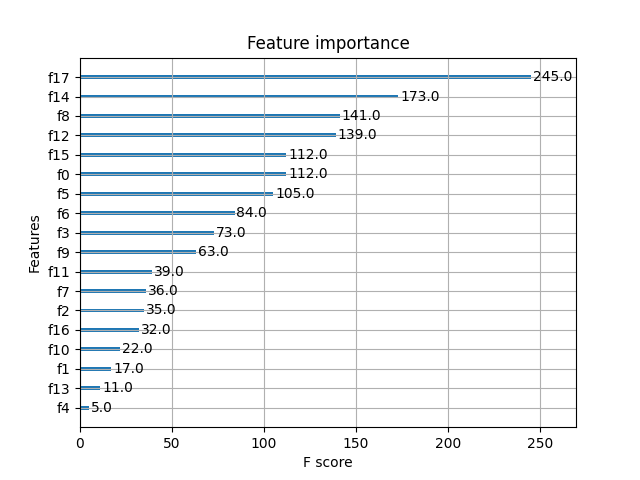 Feature importance
f17 245.0
f14 173.0
f8 141.0
f12 139.0
f15 112.0
f0 112.0
f5 105.0
f6 84.0
f3 73.0
f9 63.0
f11 39.0
f7 36.0
f2 35.0
f16 32.0
f10 22.0
f1 17.0
f13 11.0
f4 5.0
Features
0 50 100 150 200 250
F score